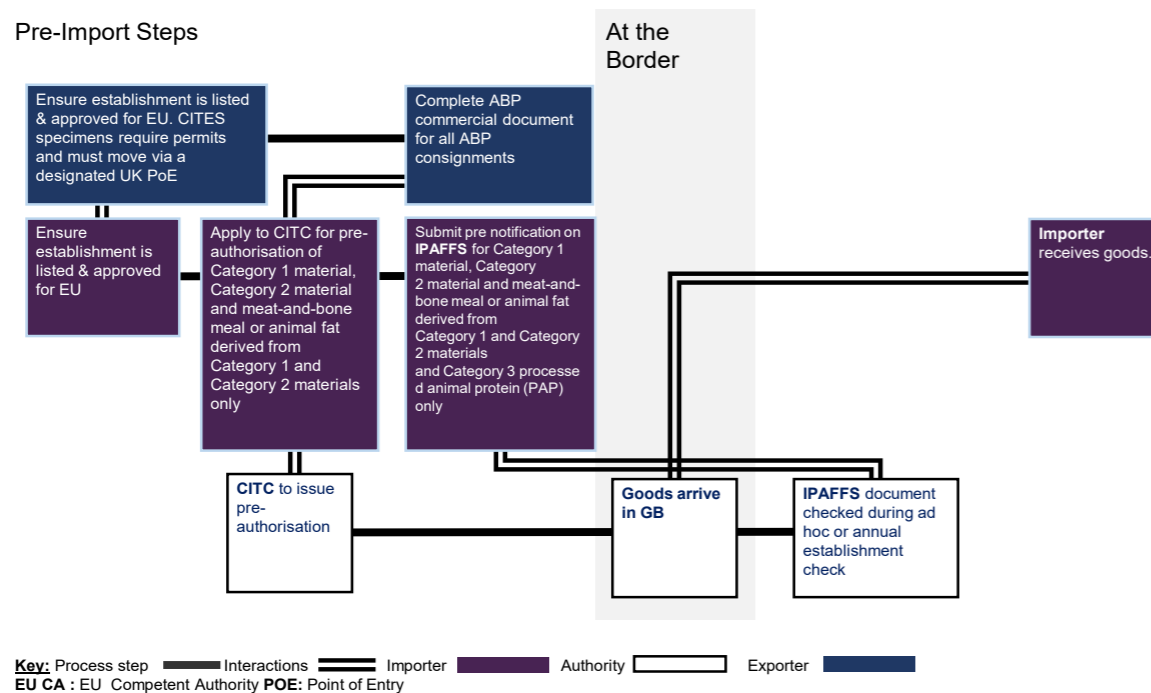 Pre-Import Steps
At the
Border
Ensure establishment is listed
& approved for EU. CITES
specimens require permits
and must move via a
designated UK PoE
Complete ABP
commercial document
for all ABP
consignments
Ensure
establishment is
listed & approved
for EU
Apply to CITC for pre-
authorisation of
Category 1 material,
Category 2 material
and meat-and-bone
meal or animal fat
derived from
Category 1 and
Category 2 materials
only
Submit pre notification on
IPAFFS for Category 1
material, Category
2 material and meat-and-
bone meal or animal fat
derived from
Category 1 and Category
2 materials
and Category 3 processe
d animal protein (PAP)
only
Importer
receives goods.
CITC to issue
pre-
authorisation
Goods arrive
in GB
IPAFFS document
checked during ad
hoc or annual
establishment
check
Key: Process step Interactions Importer Authority Exporter
EU CA : EU Competent Authority POE: Point of Entry